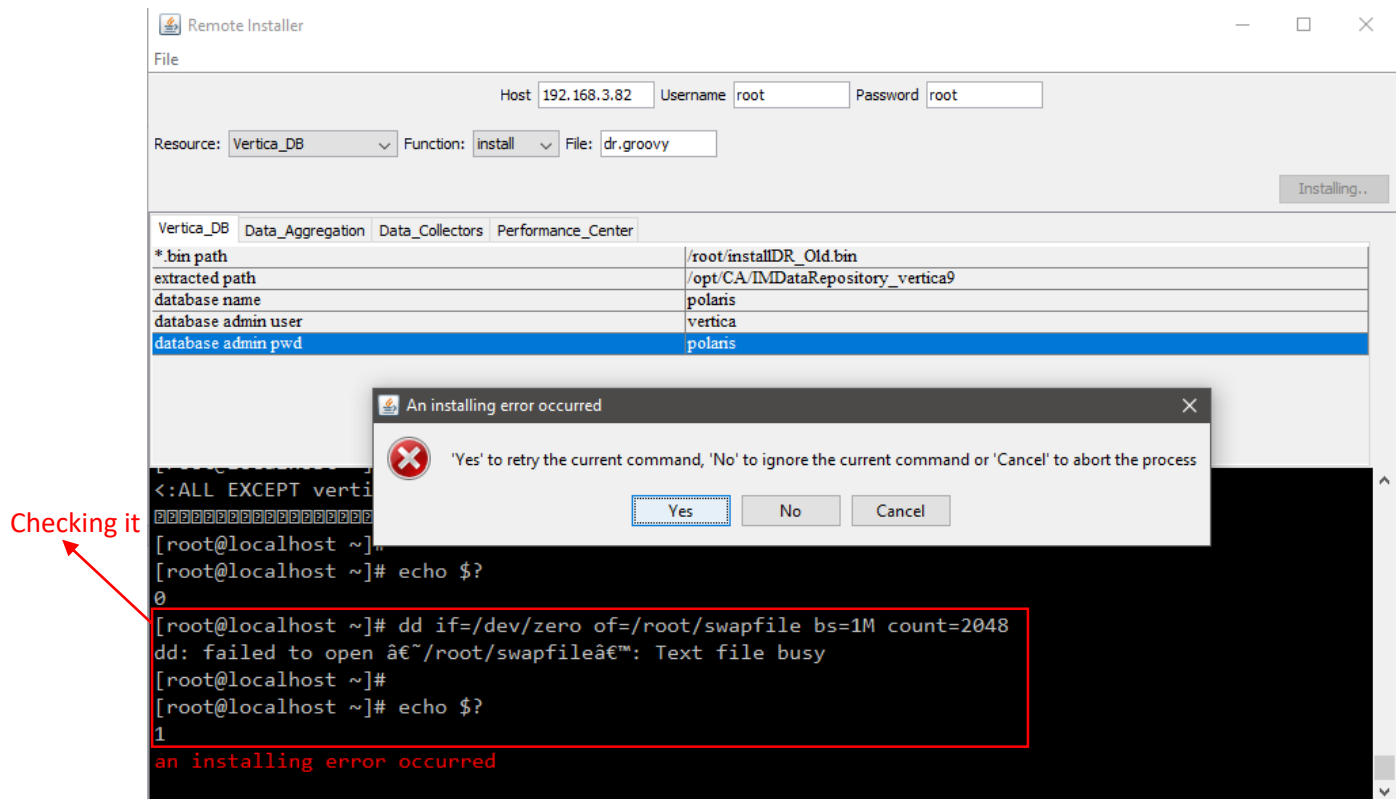 Remote Installer
File
Host 192.168.3.82 Username root Password root
Resource: Vertica_DB Function: install File: dr.groovy
Installing..
Vertica_DB Data_Aggregation Data_Collectors Performance_Center
*.bin path /root/installDR_Old.bin
extracted path /opt/CA/IMDataRepository_vertica9
database name polaris
database admin user vertica
database admin pwd polaris
An installing error occurred
'Yes' to retry the current command, 'No' to ignore the current command or 'Cancel' to abort the process
Yes No Cancel
<:ALL EXCEPT verti
Checking it
[root@localhost ~]#
[root@localhost ~]# echo $?
0
[root@localhost ~]# dd if=/dev/zero of=/root/swapfile bs=1M count=2048
dd: failed to open â€˜/root/swapfileâ€™: Text file busy
[root@localhost ~]#
[root@localhost ~]# echo $?
1
an installing error occurred